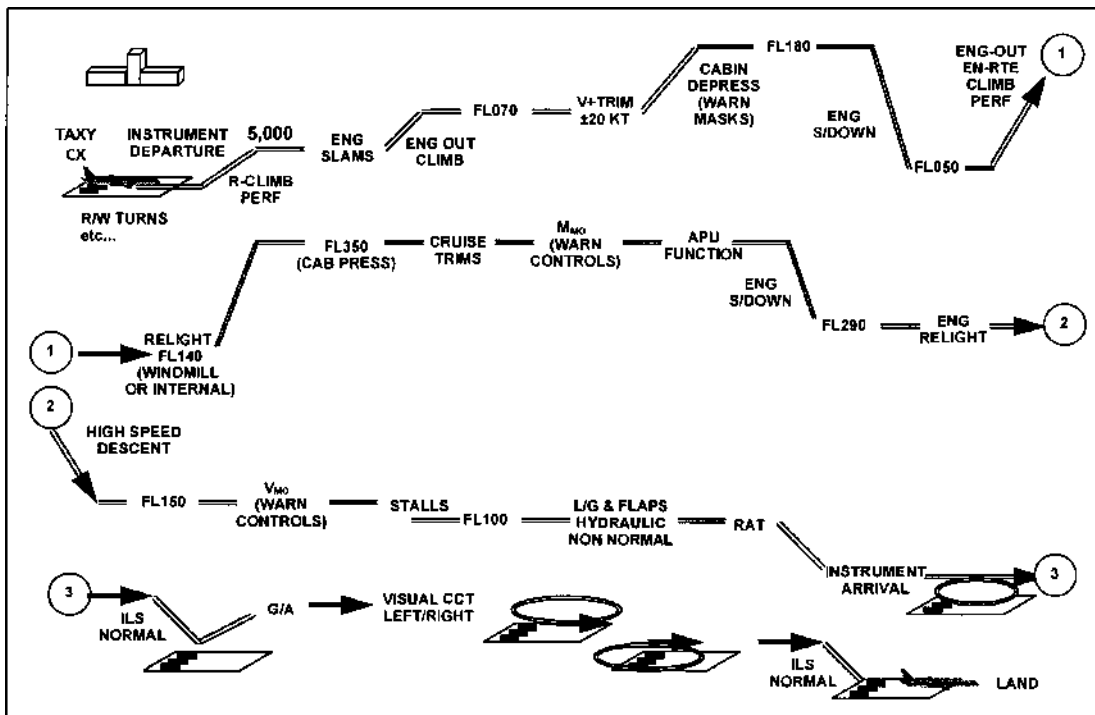 TAXY
CX
INSTRUMENT
DEPARTURE
5,000
R-CLIMB
PERF
R/W TURNS
etc...
ENG
SLAMS
ENG OUT
CLIMB
FL070
V+TRIM
±20 KT
CABIN
DEPRESS
(WARN
MASKS)
FL180
ENG
S/DOWN
FL050
ENG-OUT
EN-RTE
CLIMB
PERF
1
1
RELIGHT
FL140
(WINDMILL
OR INTERNAL)
FL350
(CAB PRESS)
CRUISE
TRIMS
MMO
(WARN
CONTROLS)
APU
FUNCTION
ENG
S/DOWN
FL290
ENG
RELIGHT
2
2
HIGH SPEED
DESCENT
FL150
VMO
(WARN
CONTROLS)
STALLS
FL100
L/G & FLAPS
HYDRAULIC
NON NORMAL
RAT
INSTRUMENT
ARRIVAL
3
3
ILS
NORMAL
G/A
VISUAL CCT
LEFT/RIGHT
ILS
NORMAL
LAND